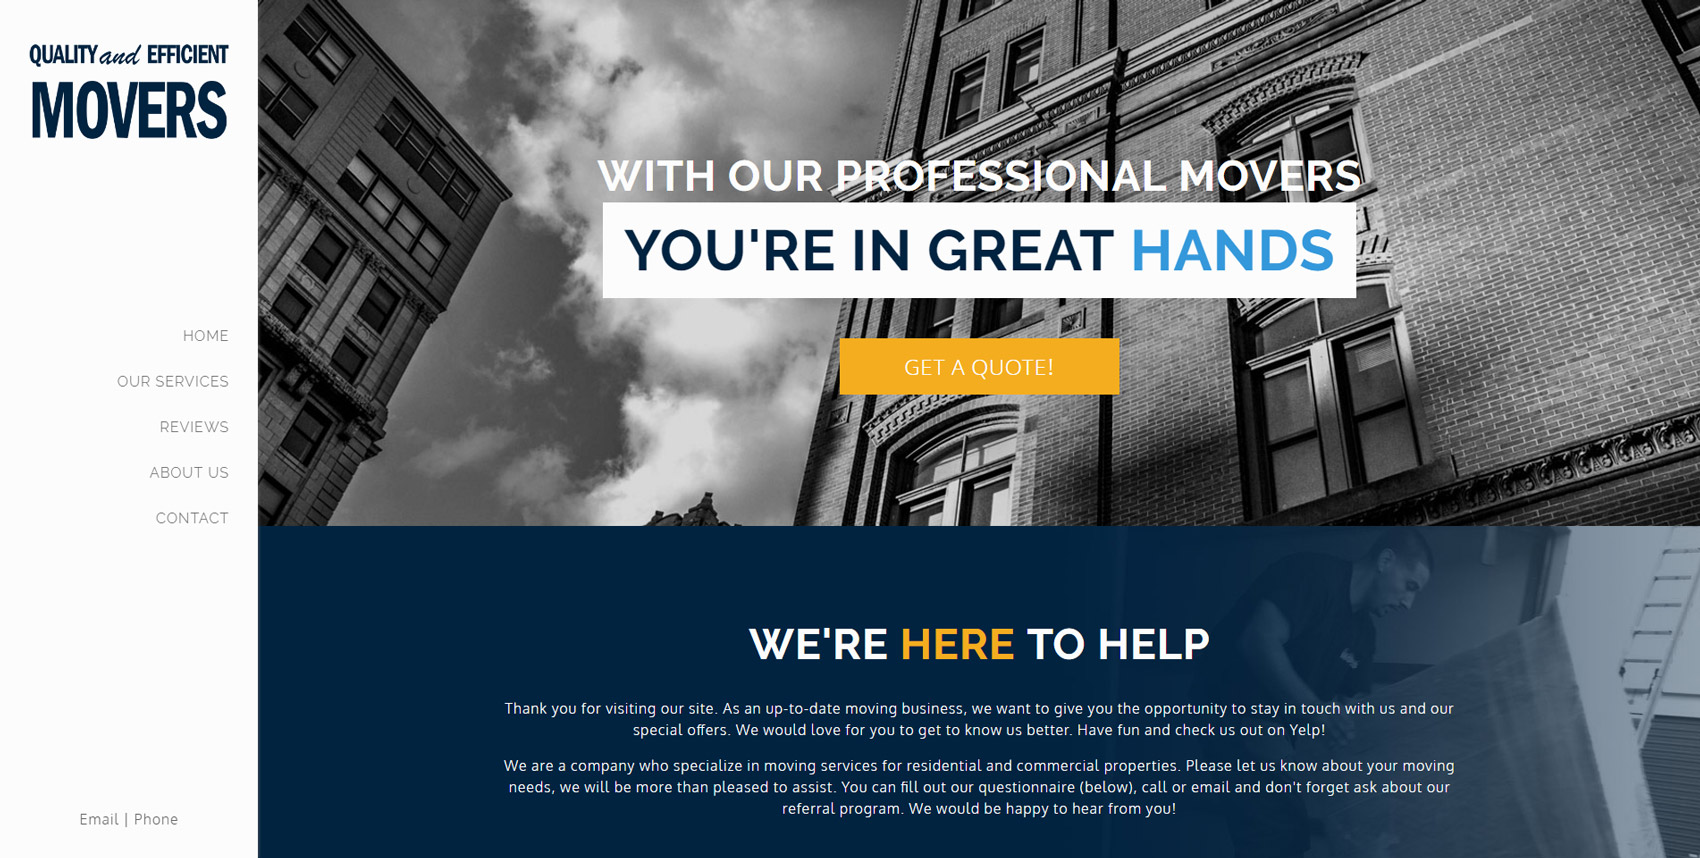 QUALITY and EFFICIENT
MOVERS
HOME
OUR SERVICES
REVIEWS
ABOUT US
CONTACT
Email | Phone
WITH OUR PROFESSIONAL MOVERS
YOU'RE IN GREAT HANDS
GET A QUOTE!
WE'RE HERE TO HELP
Thank you for visiting our site. As an up-to-date moving business, we want to give you the opportunity to stay in touch with us and our
special offers. We would love for you to get to know us better. Have fun and check us out on Yelp!
We are a company who specialize in moving services for residential and commercial properties. Please let us know about your moving
needs, we will be more than pleased to assist. You can fill out our questionnaire (below), call or email and don't forget ask about our
referral program. We would be happy to hear from you!